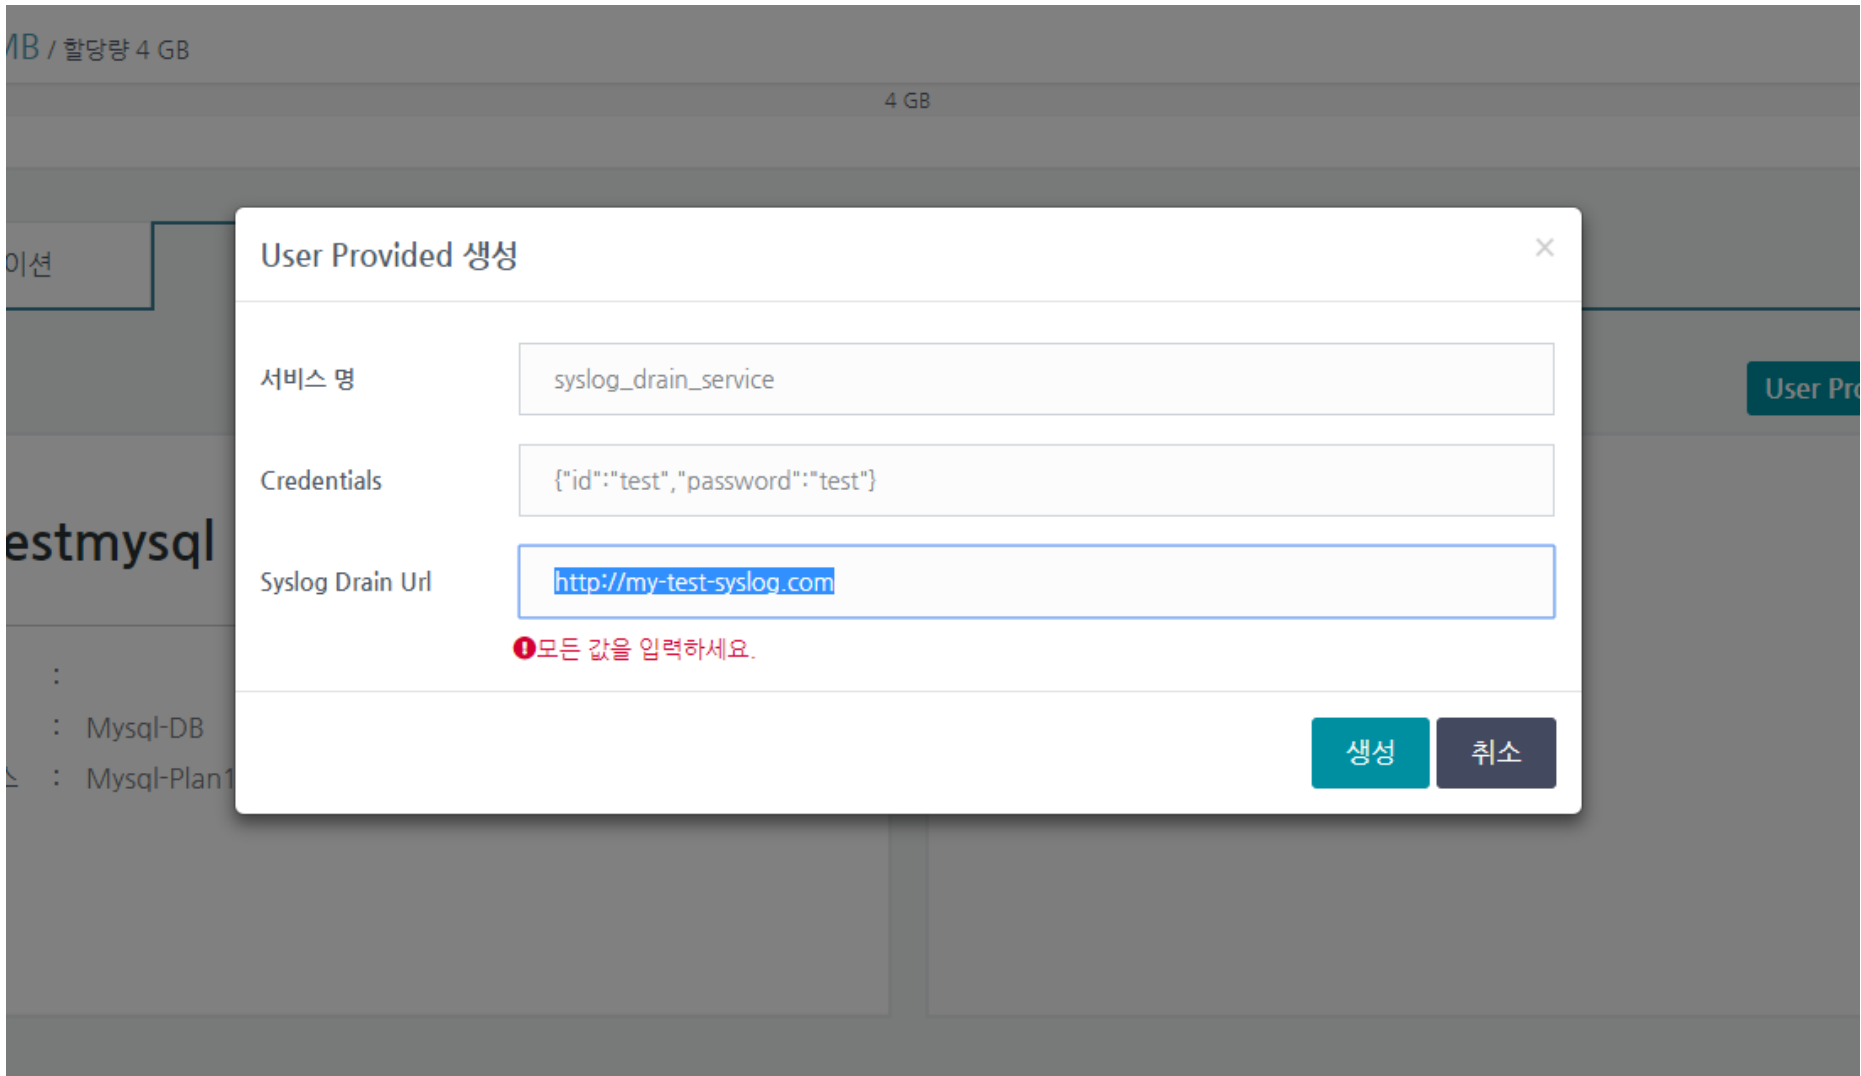 MB / 할당량 4 GB
4 GB
이션
User Provided 생성
×
서비스 명
syslog_drain_service
User Pro
Credentials
{"id":"test","password":"test"}
estmysql
Syslog Drain Url
http://my-test-syslog.com
모든 값을 입력하세요.
:
: Mysql-DB
스 : Mysql-Plan1
생성
취소